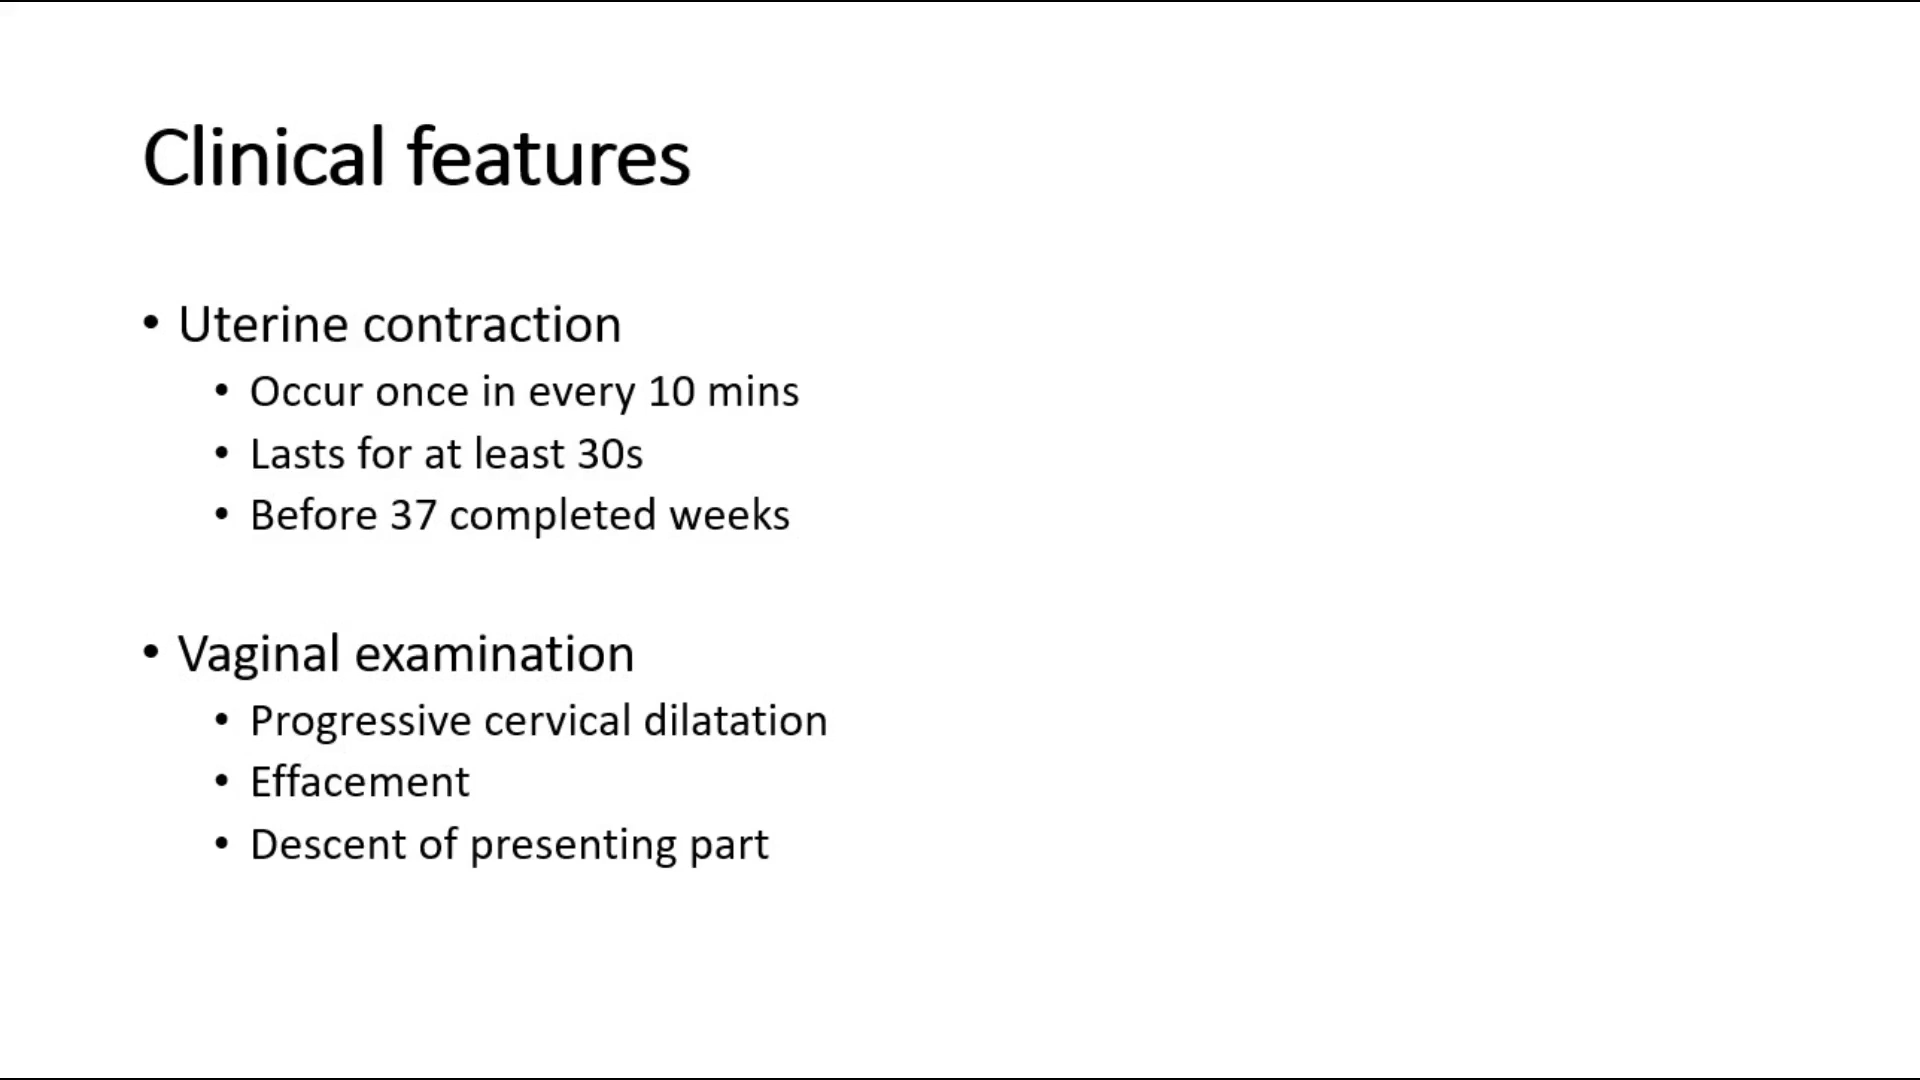 Clinical features
• Uterine contraction
• Occur once in every 10 mins
• Lasts for at least 30s
• Before 37 completed weeks
• Vaginal examination
• Progressive cervical dilatation
• Effacement
• Descent of presenting part